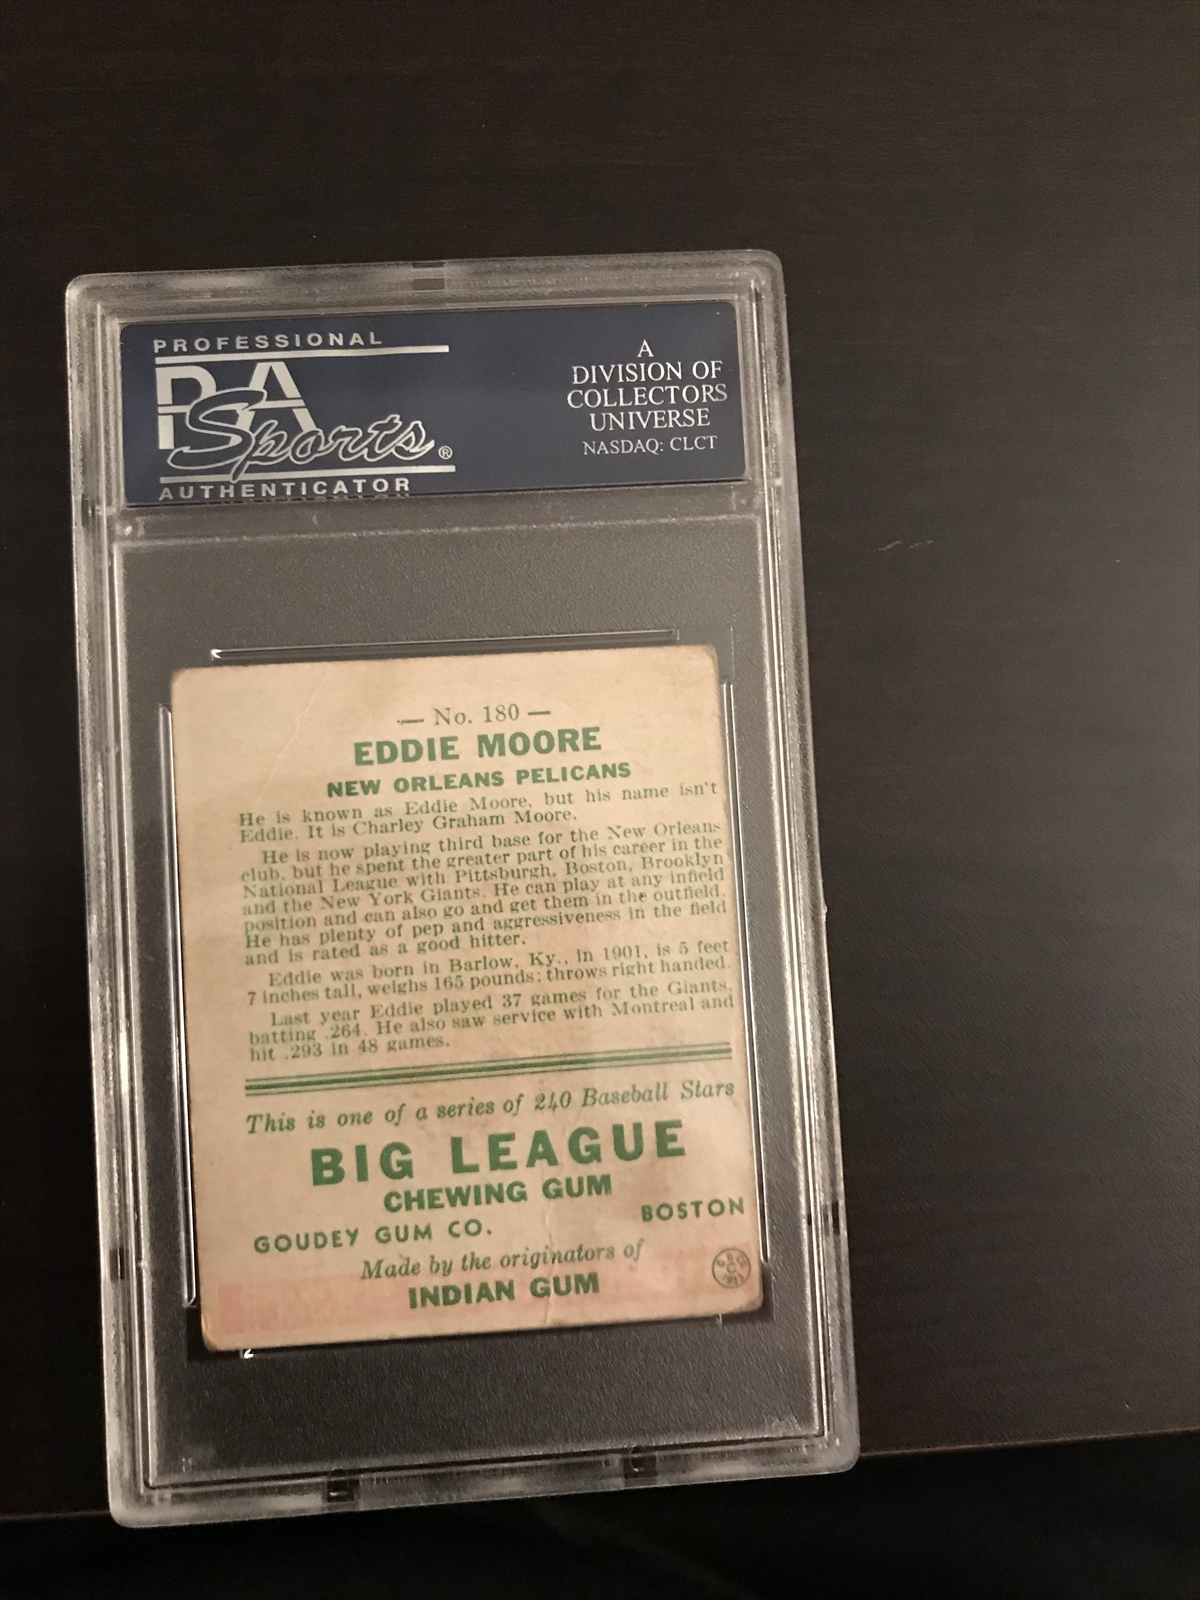 PROFESSIONAL
PSA
Sports®
AUTHENTICATOR
A
DIVISION OF
COLLECTORS
UNIVERSE
NASDAQ: CLCT
— No. 180 —
EDDIE MOORE
NEW ORLEANS PELICANS
He is known as Eddie Moore, but his name isn't
Eddie. It is Charley Graham Moore.
He is now playing third base for the New Orleans
club, but he spent the greater part of his career in the
National League with Pittsburgh, Boston, Brooklyn
and the New York Giants. He can play at any infield
position and can also go and get them in the outfield.
He has plenty of pep and aggressiveness in the field
and is rated as a good hitter.
Eddie was born in Barlow, Ky., in 1901, is 5 feet
7 inches tall, weighs 165 pounds; throws right handed.
Last year Eddie played 37 games for the Giants,
batting .264. He also saw service with Montreal and
hit .293 in 48 games.
This is one of a series of 240 Baseball Stars
BIG LEAGUE
CHEWING GUM
GOUDEY GUM CO. BOSTON
Made by the originators of
INDIAN GUM